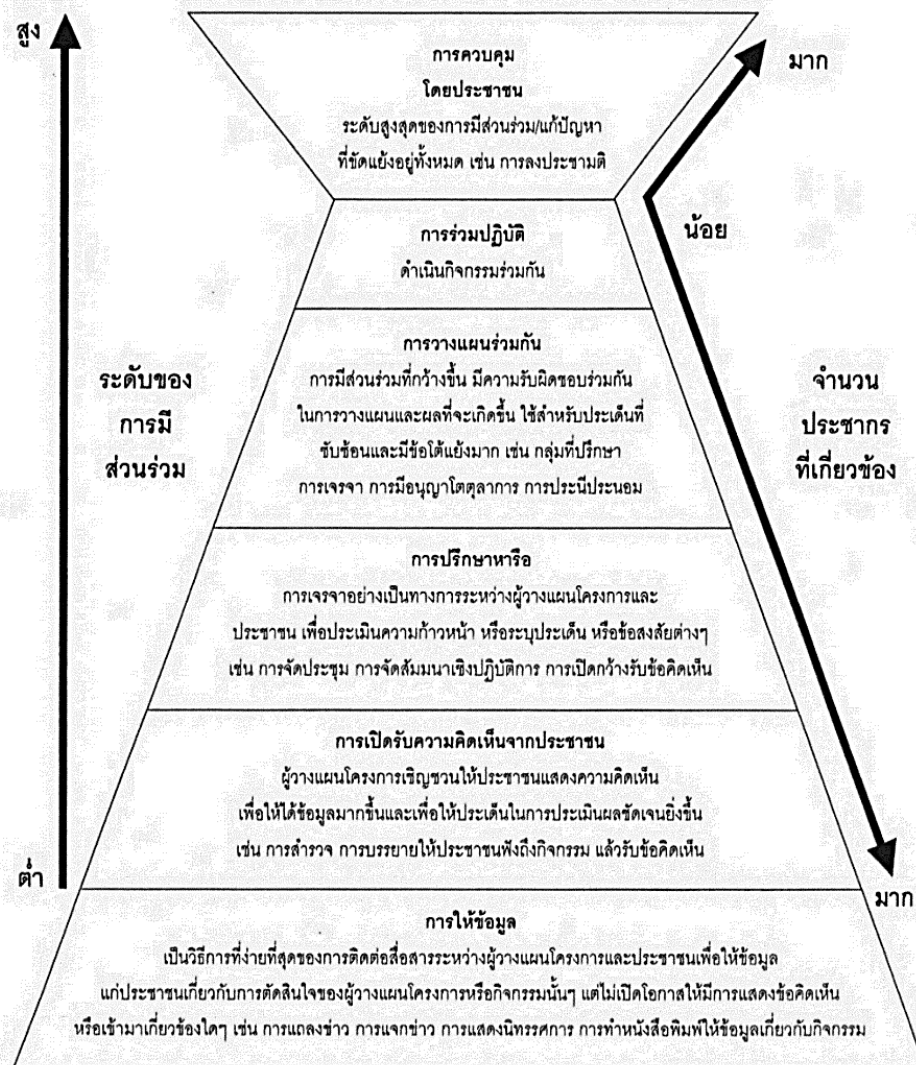 สูง
มาก
การควบคุม
โดยประชาชน
ระดับสูงสุดของการมีส่วนร่วม/แก้ปัญหา
ที่ขัดแย้งอยู่ทั้งหมด เช่น การลงประชามติ
น้อย
การร่วมปฏิบัติ
ดำเนินกิจกรรมร่วมกัน
ระดับของ
การมี
ส่วนร่วม
การวางแผนร่วมกัน
การมีส่วนร่วมที่กว้างขึ้น มีความรับผิดชอบร่วมกัน
ในการวางแผนและผลที่จะเกิดขึ้น ใช้สำหรับประเด็นที่
ซับซ้อนและมีข้อโต้แย้งมาก เช่น กลุ่มที่ปรึกษา
การเจรจา การมีอนุญาโตตุลาการ การประนีประนอม
จำนวน
ประชากร
ที่เกี่ยวข้อง
การปรึกษาหารือ
การเจรจาอย่างเป็นทางการระหว่างผู้วางแผนโครงการและ
ประชาชน เพื่อประเมินความก้าวหน้า หรือระบุประเด็น หรือข้อสงสัยต่างๆ
เช่น การจัดประชุม การจัดสัมมนาเชิงปฏิบัติการ การเปิดกว้างรับข้อคิดเห็น
การเปิดรับความคิดเห็นจากประชาชน
ผู้วางแผนโครงการเชิญชวนให้ประชาชนแสดงความคิดเห็น
เพื่อให้ได้ข้อมูลมากขึ้นและเพื่อให้ประเด็นในการประเมินผลชัดเจนยิ่งขึ้น
เช่น การสำรวจ การบรรยายให้ประชาชนฟังถึงกิจกรรม แล้วรับข้อคิดเห็น
ต่ำ
มาก
การให้ข้อมูล
เป็นวิธีการที่ง่ายที่สุดของการติดต่อสื่อสารระหว่างผู้วางแผนโครงการและประชาชนเพื่อให้ข้อมูล
แก่ประชาชนเกี่ยวกับการตัดสินใจของผู้วางแผนโครงการหรือกิจกรรมนั้นๆ แต่ไม่เปิดโอกาสให้มีการแสดงข้อคิดเห็น
หรือเข้ามาเกี่ยวข้องใดๆ เช่น การแถลงข่าว การแจกข่าว การแสดงนิทรรศการ การทำหนังสือพิมพ์ให้ข้อมูลเกี่ยวกับกิจกรรม